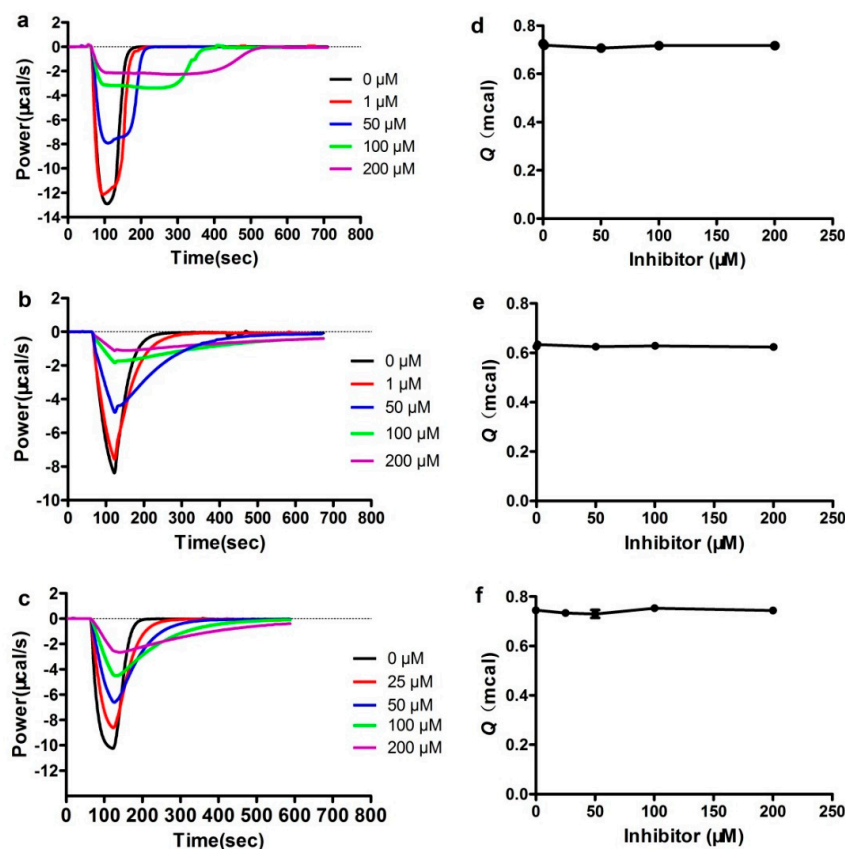 a
Power(µcal/s)
2
0
-2
-4
-6
-8
-10
-12
-14
0 100 200 300 400 500 600 700 800
Time(sec)
0 µM
1 µM
50 µM
100 µM
200 µM
d
Q (mcal)
0.8
0.6
0.4
0.2
0.0
0 50 100 150 200 250
Inhibitor (µM)
b
Power(µcal/s)
2
0
-2
-4
-6
-8
-10
0 100 200 300 400 500 600 700 800
Time(sec)
0 µM
1 µM
50 µM
100 µM
200 µM
e
Q (mcal)
0.8
0.6
0.4
0.2
0.0
0 50 100 150 200 250
Inhibitor (µM)
c
Power(µcal/s)
2
0
-2
-4
-6
-8
-10
-12
0 100 200 300 400 500 600 700 800
Time(sec)
0 µM
25 µM
50 µM
100 µM
200 µM
f
Q (mcal)
0.8
0.6
0.4
0.2
0.0
0 50 100 150 200 250
Inhibitor (µM)